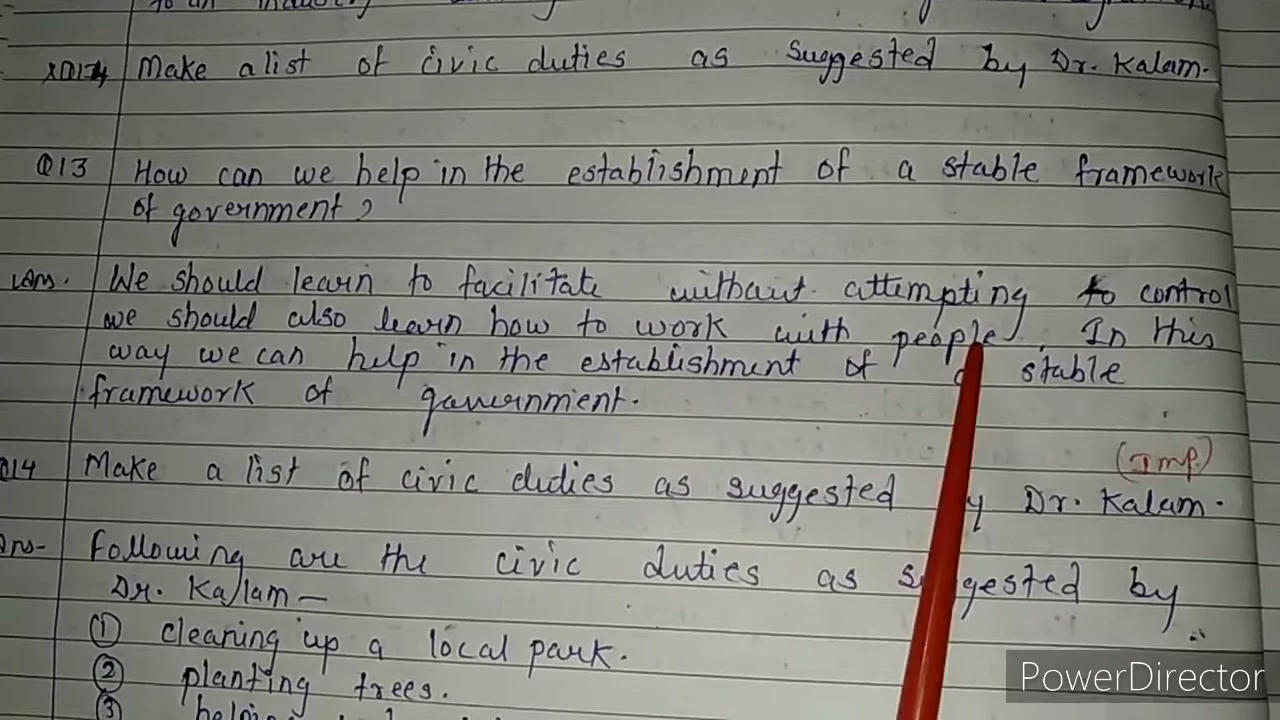 to an industry
Make a list of civic duties as suggested by Dr. Kalam.
Q13 How can we help in the establishment of a stable framework
of government?
Ans. We should learn to facilitate without attempting to control
we should also learn how to work with people. In this
way we can help in the establishment of a stable
framework of government.
(Imp.)
Q14 Make a list of civic duties as suggested by Dr. Kalam.
Ans- Following are the civic duties as suggested by
Dr. Kalam —
① cleaning up a local park.
② planting trees.
③
PowerDirector